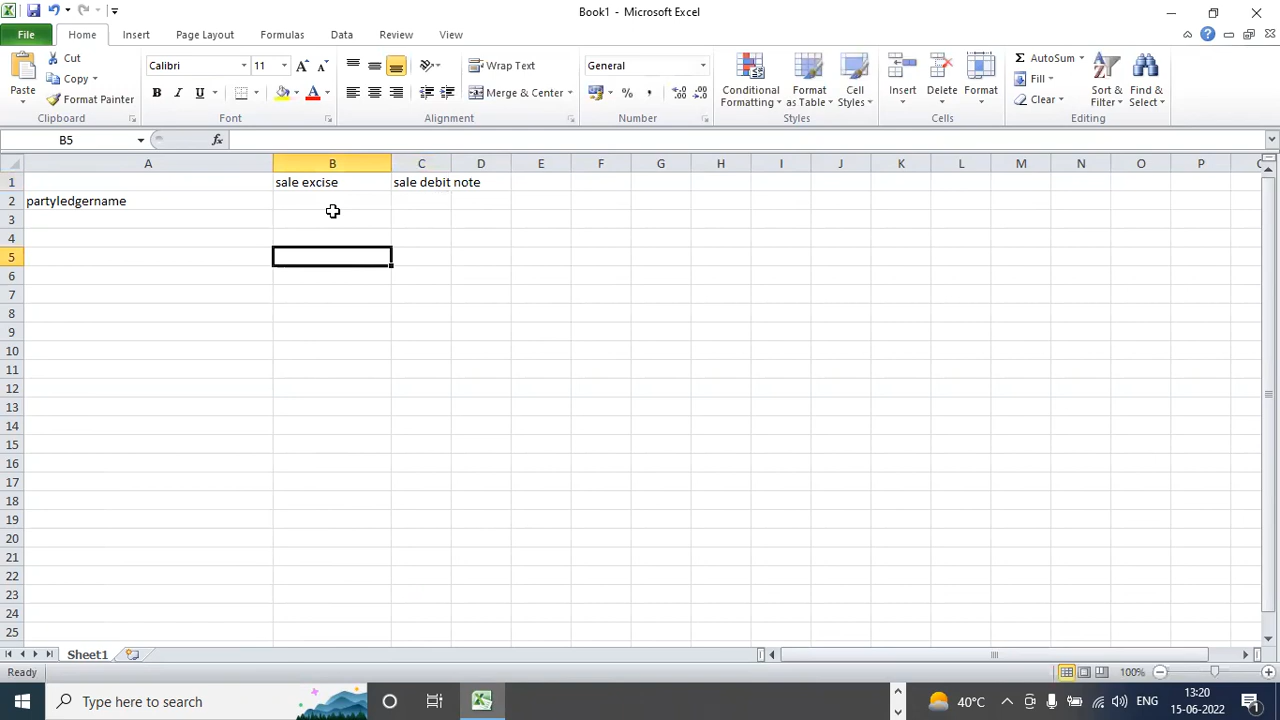 Book1 - Microsoft Excel
File Home Insert Page Layout Formulas Data Review View
Paste
Cut
Copy
Format Painter
Clipboard
Calibri 11
B I U
Font
Wrap Text
Merge & Center
Alignment
General
%
Number
Conditional Formatting
Format as Table
Cell Styles
Styles
Insert Delete Format
Cells
AutoSum
Fill
Clear
Sort & Filter
Find & Select
Editing
B5 fx
A B C D E F G H I J K L M N O P
1 sale excise sale debit note
2 partyledgername
3
4
5
6
7
8
9
10
11
12
13
14
15
16
17
18
19
20
21
22
23
24
25
Sheet1
Ready 100%
Type here to search 40°C ENG 13:20 15-06-2022 1